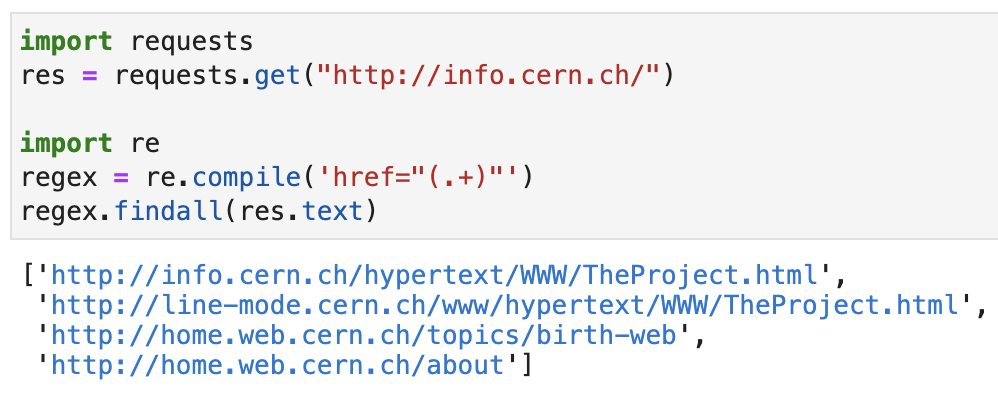 import requests
res = requests.get("http://info.cern.ch/")
import re
regex = re.compile('href="(.+)"')
regex.findall(res.text)
['http://info.cern.ch/hypertext/WWW/TheProject.html',
'http://line-mode.cern.ch/www/hypertext/WWW/TheProject.html',
'http://home.web.cern.ch/topics/birth-web',
'http://home.web.cern.ch/about']